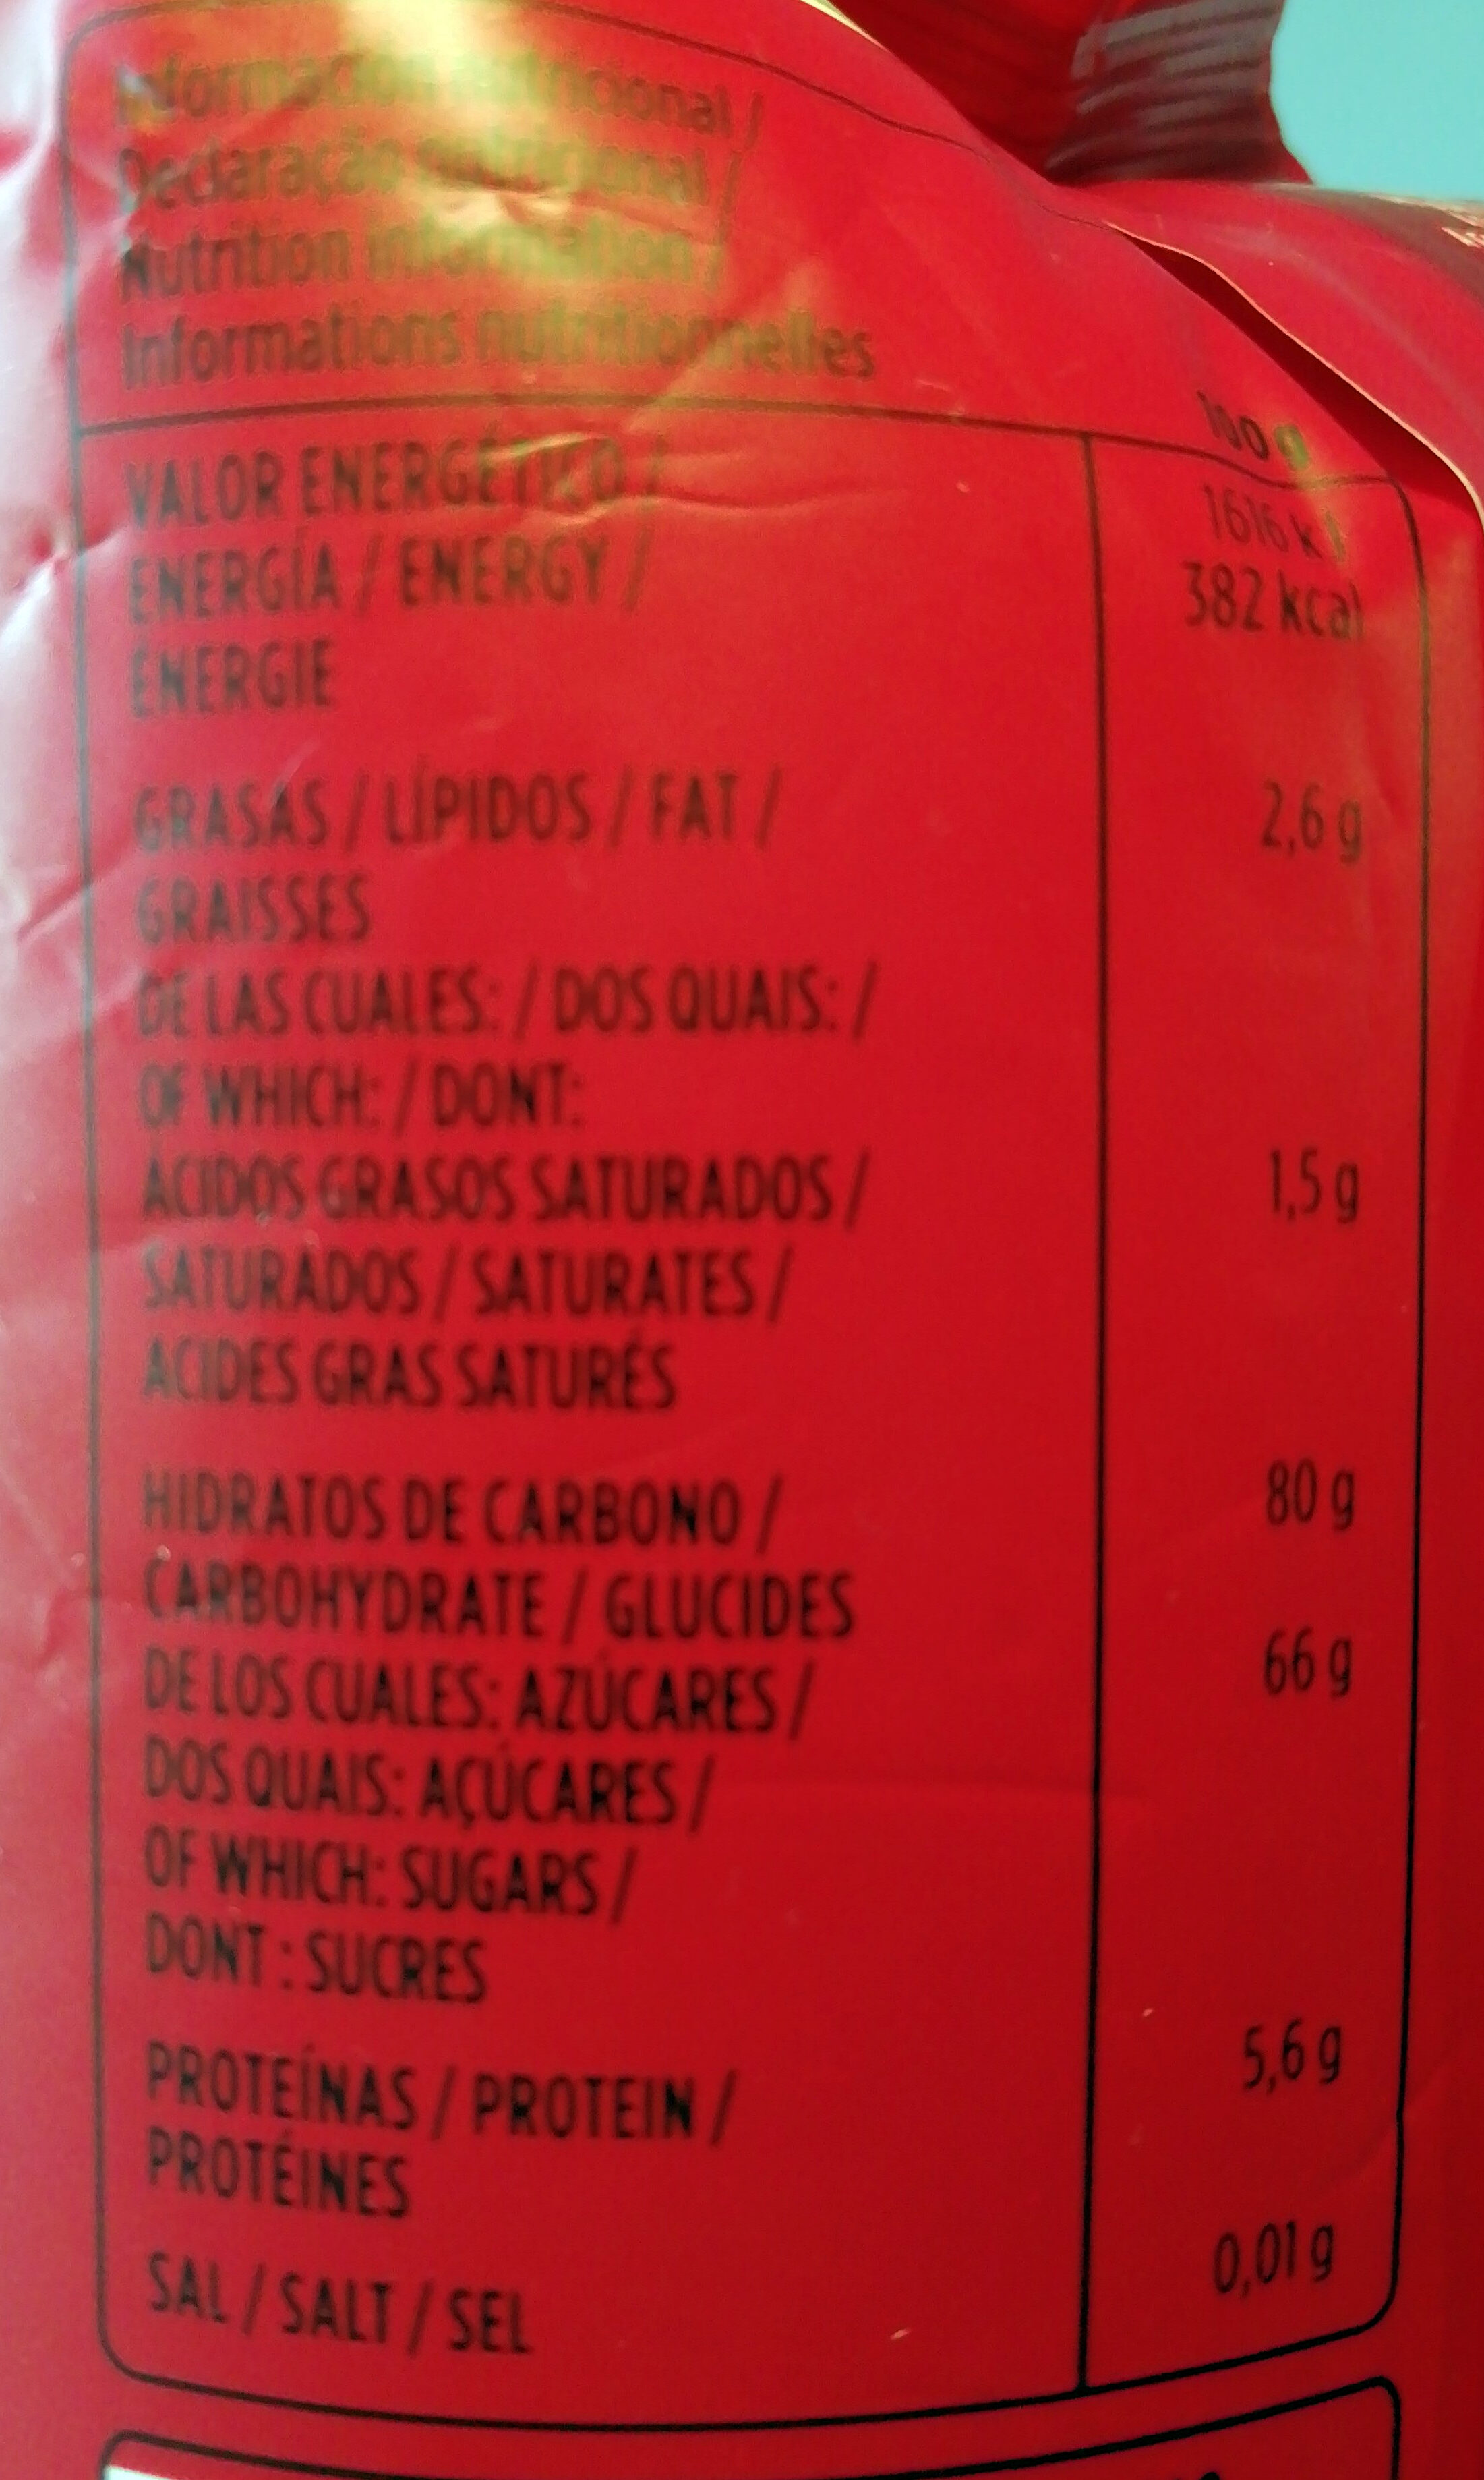 Información nutricional /
Declaração nutricional /
Nutrition information /
Informations nutritionnelles
100 g
VALOR ENERGÉTICO /
ENERGÍA / ENERGY /
ÉNERGIE
1616 kJ
382 kcal
GRASAS / LÍPIDOS / FAT /
GRAISSES
2,6 g
DE LAS CUALES: / DOS QUAIS: /
OF WHICH: / DONT:
ÁCIDOS GRASOS SATURADOS /
SATURADOS / SATURATES /
ACIDES GRAS SATURÉS
1,5 g
HIDRATOS DE CARBONO /
CARBOHYDRATE / GLUCIDES
80 g
DE LOS CUALES: AZÚCARES /
DOS QUAIS: AÇÚCARES /
OF WHICH: SUGARS /
DONT : SUCRES
66 g
PROTEÍNAS / PROTEIN /
PROTÉINES
5,6 g
SAL / SALT / SEL
0,01 g